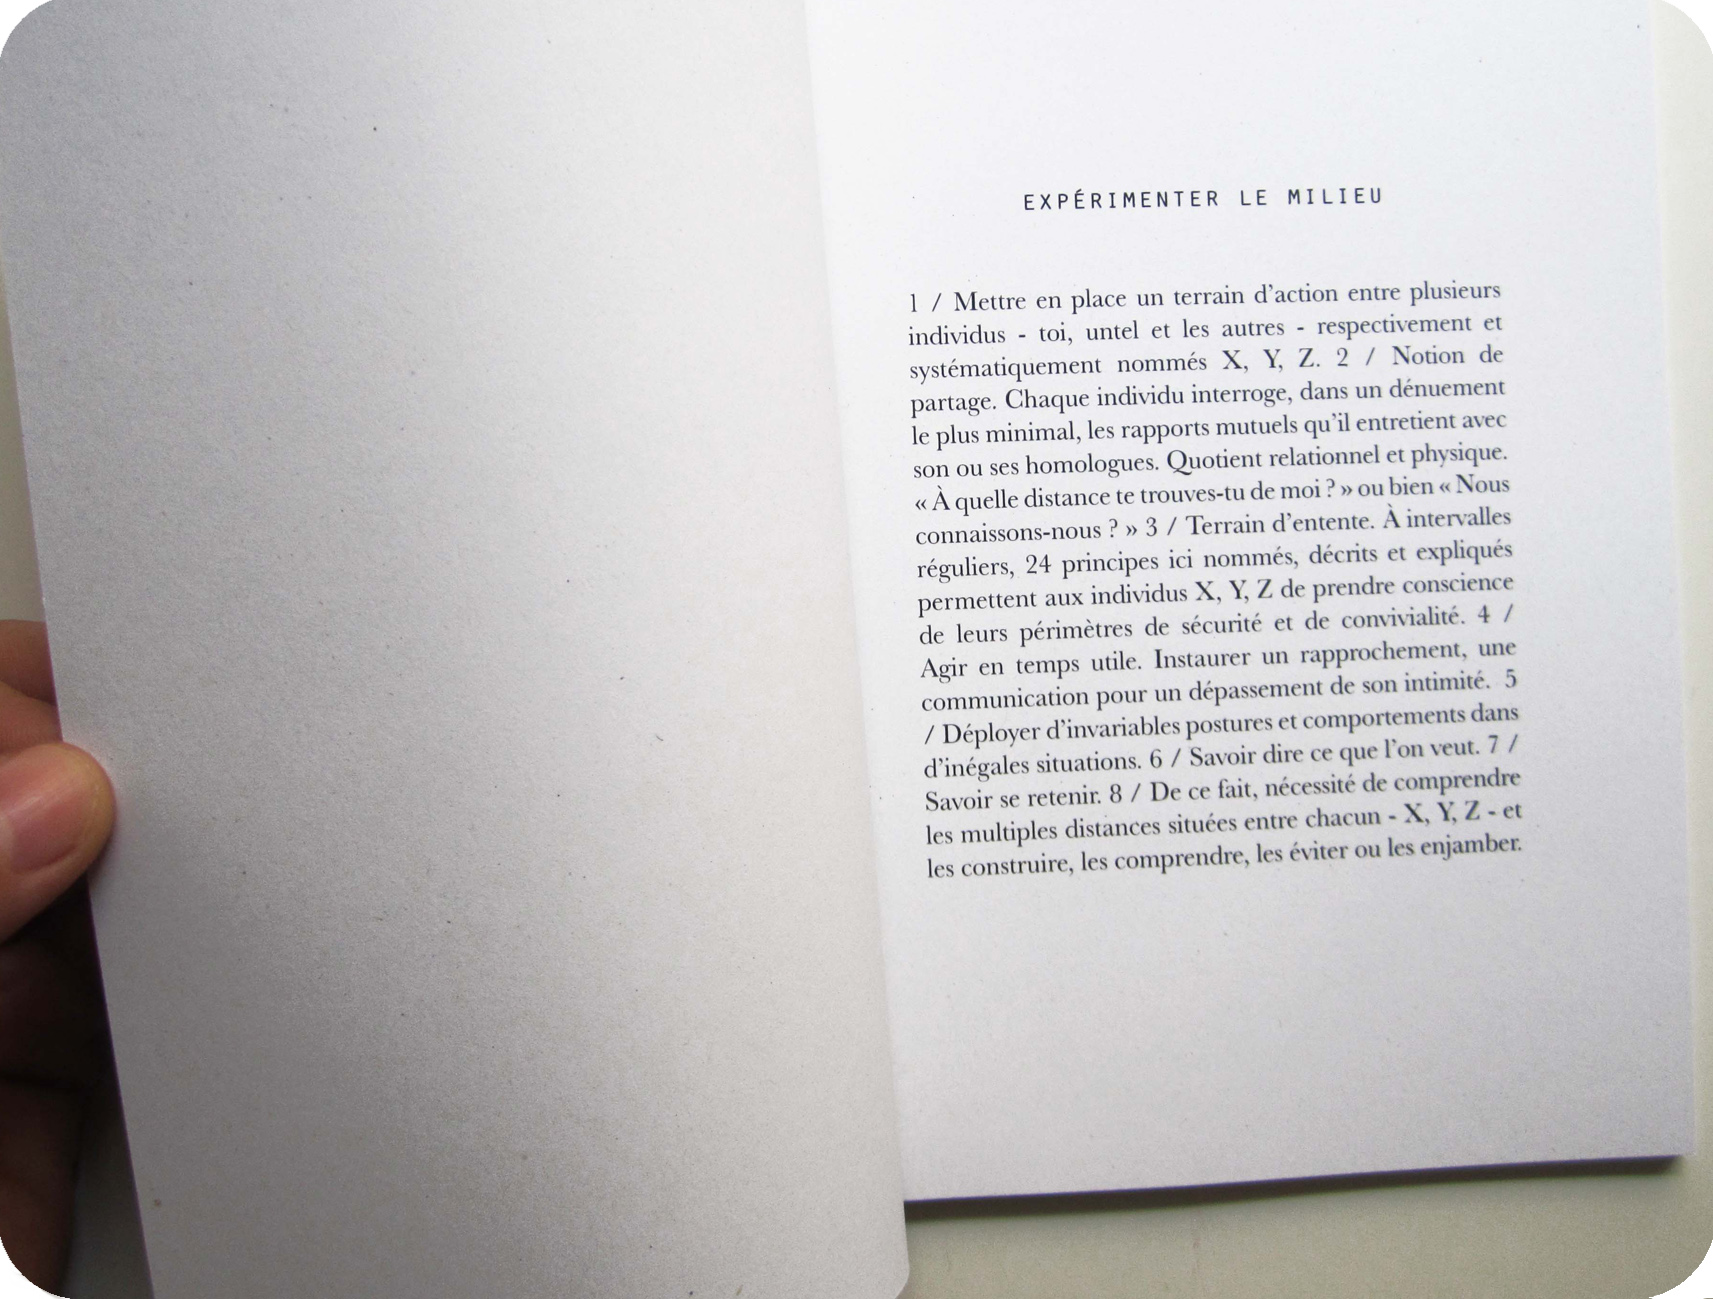 EXPÉRIMENTER LE MILIEU
1 / Mettre en place un terrain d'action entre plusieurs
individus - toi, untel et les autres - respectivement et
systématiquement nommés X, Y, Z. 2 / Notion de
partage. Chaque individu interroge, dans un dénuement
le plus minimal, les rapports mutuels qu'il entretient avec
son ou ses homologues. Quotient relationnel et physique.
« À quelle distance te trouves-tu de moi ? » ou bien « Nous
connaissons-nous ? » 3 / Terrain d'entente. À intervalles
réguliers, 24 principes ici nommés, décrits et expliqués
permettent aux individus X, Y, Z de prendre conscience
de leurs périmètres de sécurité et de convivialité. 4 /
Agir en temps utile. Instaurer un rapprochement, une
communication pour un dépassement de son intimité. 5
/ Déployer d'invariables postures et comportements dans
d'inégales situations. 6 / Savoir dire ce que l'on veut. 7 /
Savoir se retenir. 8 / De ce fait, nécessité de comprendre
les multiples distances situées entre chacun - X, Y, Z - et
les construire, les comprendre, les éviter ou les enjamber.